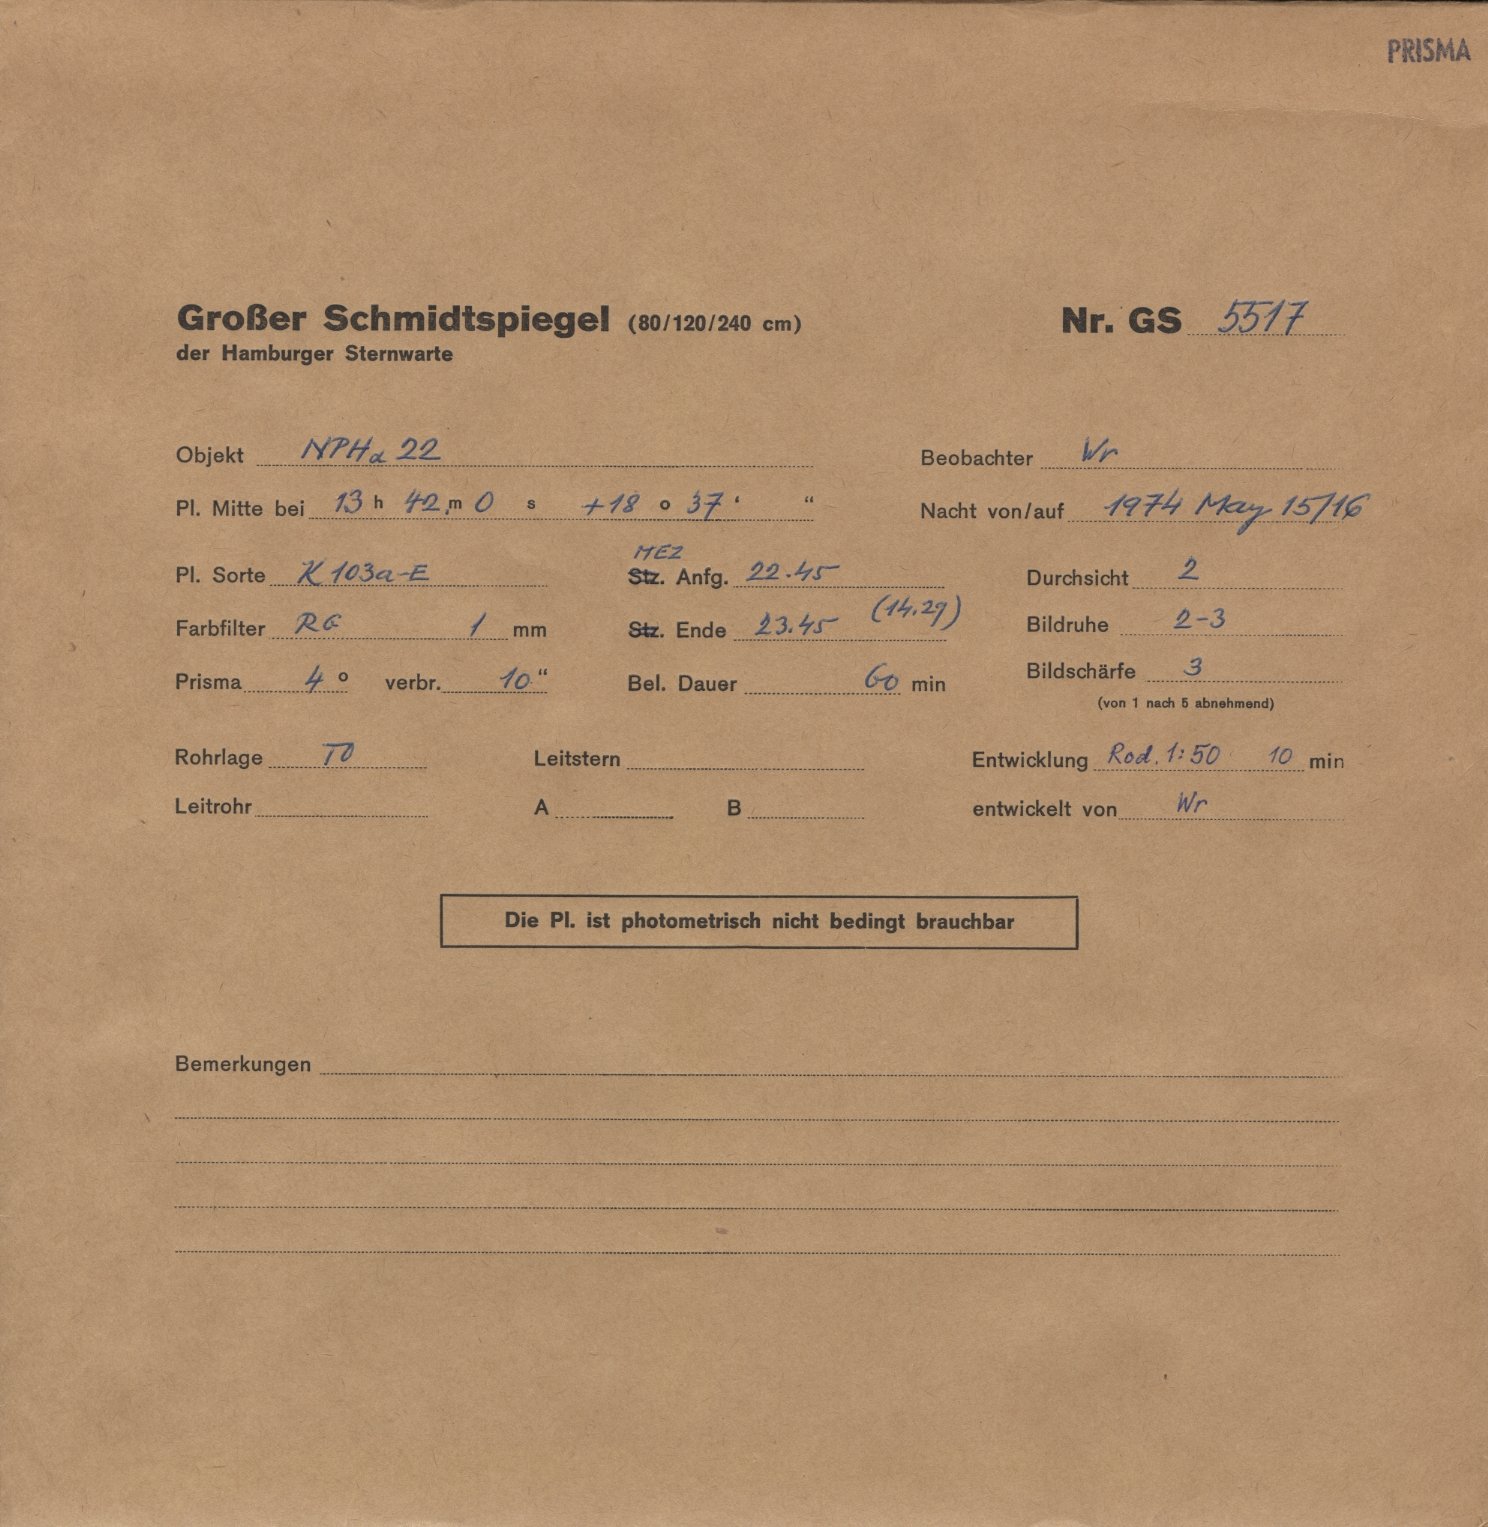 PRISMA
Großer Schmidtspiegel (80/120/240 cm) Nr. GS 5517
der Hamburger Sternwarte
Objekt NPHα 22 Beobachter Wr
Pl. Mitte bei 13 h 42, m 0 s +18 o 37 ‘ “ Nacht von/auf 1974 May 15/16
MEZ
Pl. Sorte K 103a-E Stz. Anfg. 22.45 Durchsicht 2
Farbfilter RG 1 mm Stz. Ende 23.45 (14.29) Bildruhe 2-3
Prisma 4 o verbr. 10 “ Bel. Dauer 60 min Bildschärfe 3
(von 1 nach 5 abnehmend)
Rohrlage TO Leitstern Entwicklung Rod. 1:50 10 min
Leitrohr A B entwickelt von Wr
Die Pl. ist photometrisch nicht bedingt brauchbar
Bemerkungen